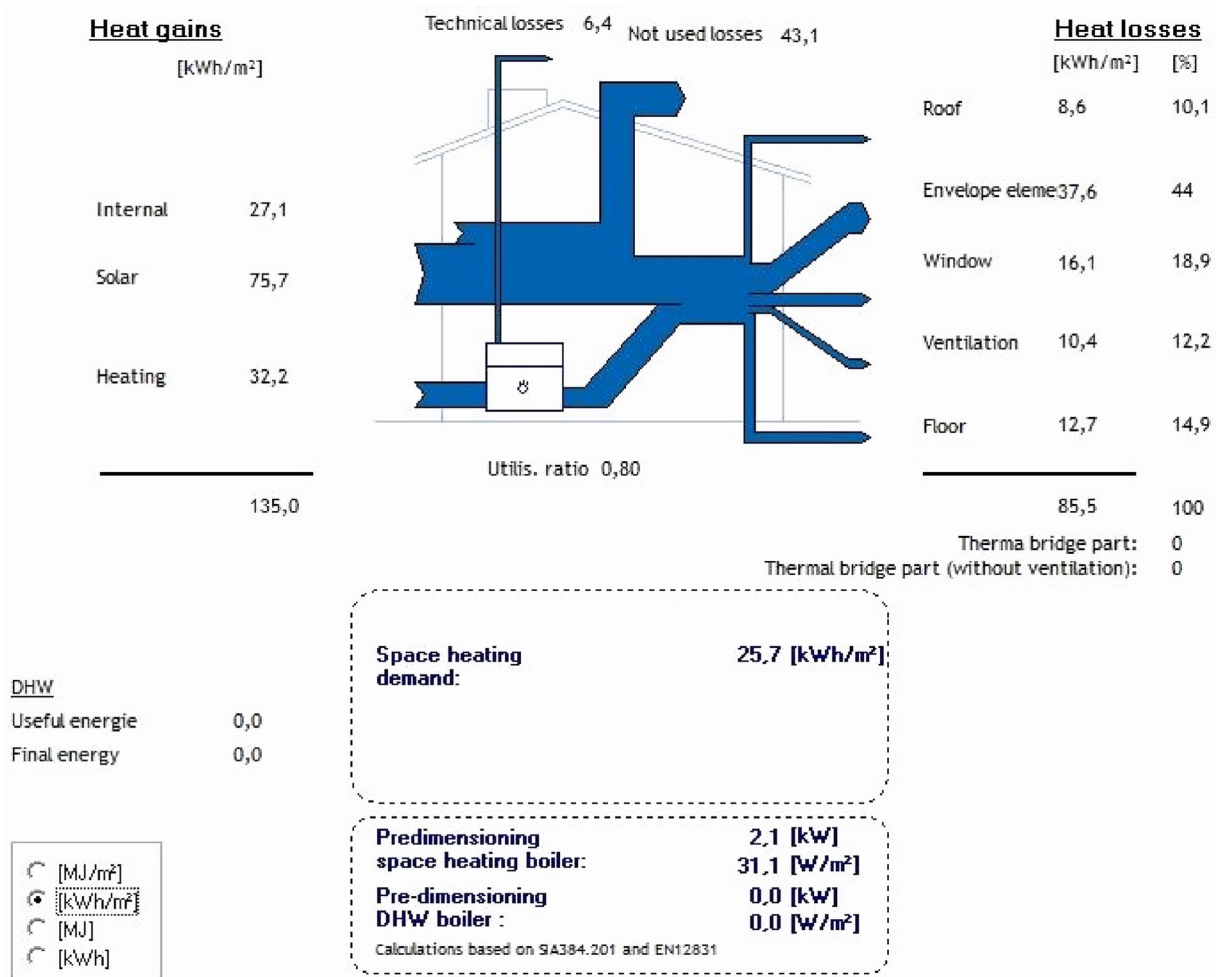 Heat gains
[kWh/m²]
Technical losses 6,4
Not used losses 43,1
Heat losses
[kWh/m²] [%]
Roof 8,6 10,1
Internal 27,1
Envelope eleme 37,6 44
Solar 75,7
Window 16,1 18,9
Heating 32,2
Ventilation 10,4 12,2
Floor 12,7 14,9
Utilis. ratio 0,80
135,0
85,5 100
Therma bridge part: 0
Thermal bridge part (without ventilation): 0
Space heating 25,7 [kWh/m²]
demand:
DHW
Useful energie 0,0
Final energy 0,0
Predimensioning 2,1 [kW]
space heating boiler: 31,1 [W/m²]
Pre-dimensioning 0,0 [kW]
DHW boiler : 0,0 [W/m²]
Calculations based on SIA384.201 and EN12831
[MJ/m²]
[kWh/m²]
[MJ]
[kWh]